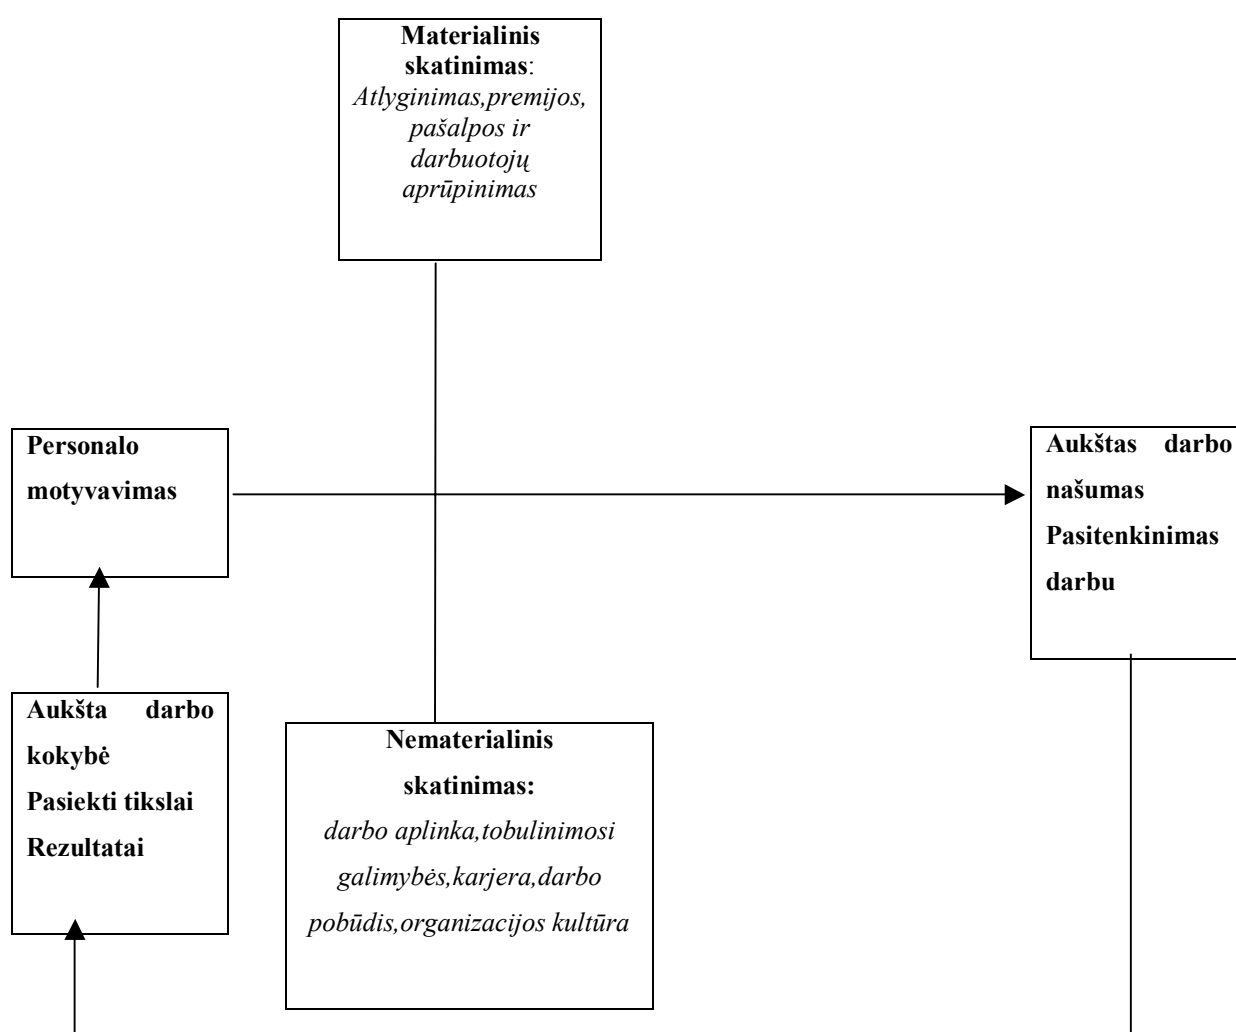 Materialinis
skatinimas:
Atlyginimas,premijos,
pašalpos ir
darbuotojų
aprūpinimas
Personalo
motyvavimas
Aukštas darbo
našumas
Pasitenkinimas
darbu
Aukšta darbo
kokybė
Pasiekti tikslai
Rezultatai
Nematerialinis
skatinimas:
darbo aplinka,tobulinimosi
galimybės,karjera,darbo
pobūdis,organizacijos kultūra